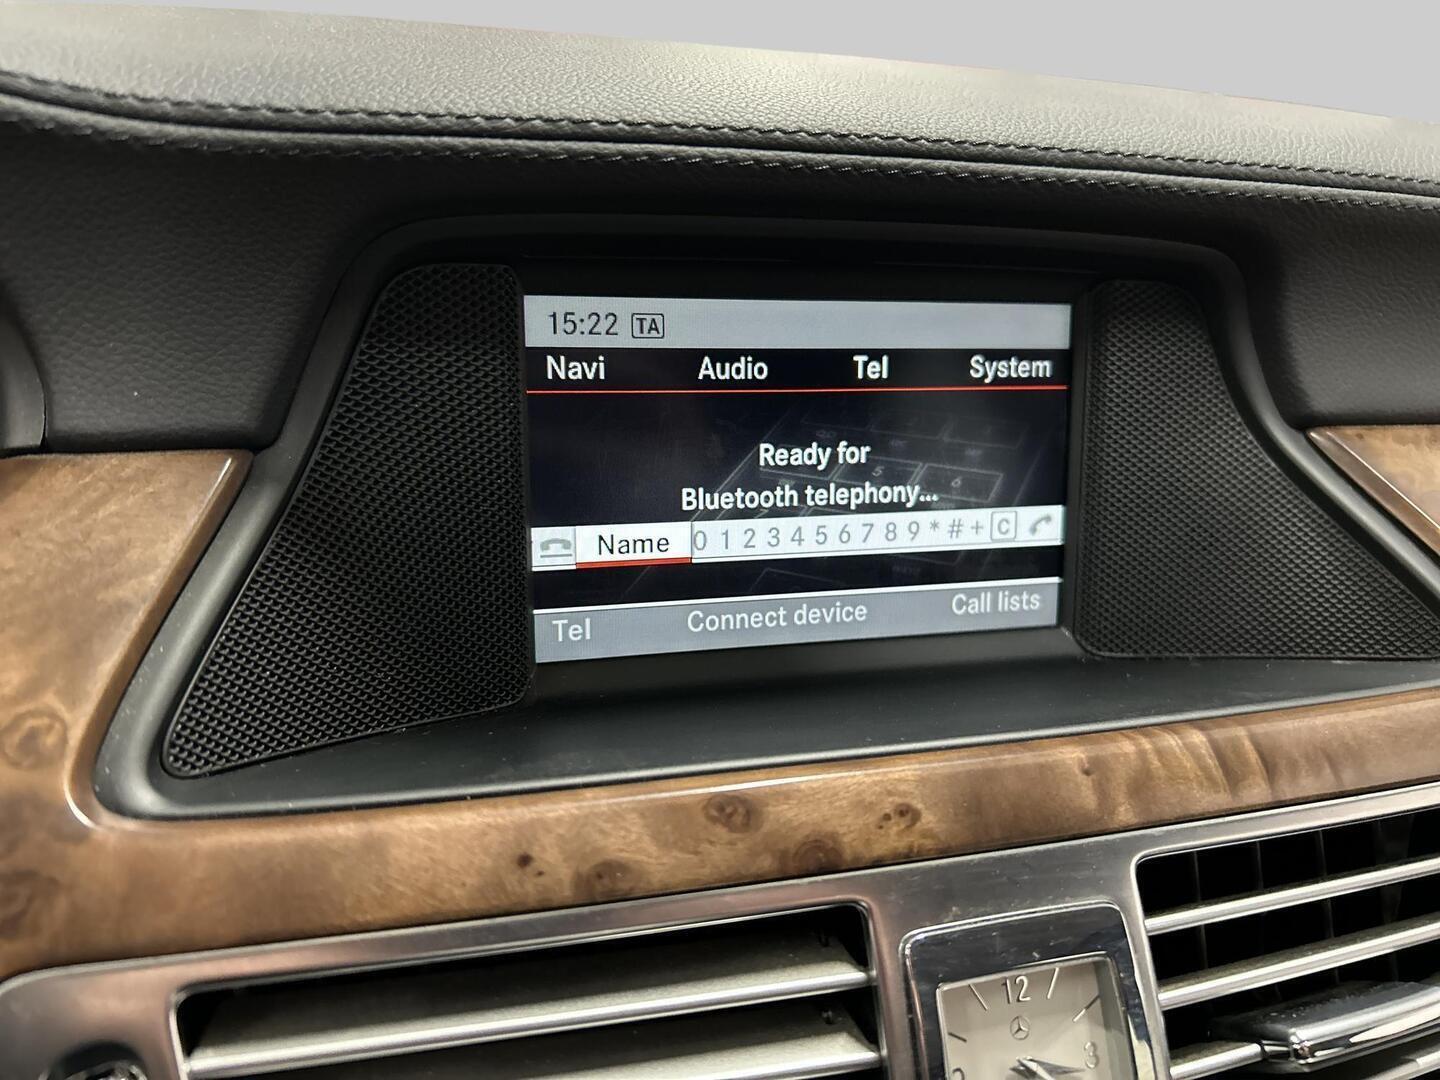 15:22 TA
Navi Audio Tel System
Ready for
Bluetooth telephony...
Name 0 1 2 3 4 5 6 7 8 9 * # + C
Tel Connect device Call lists
12
3